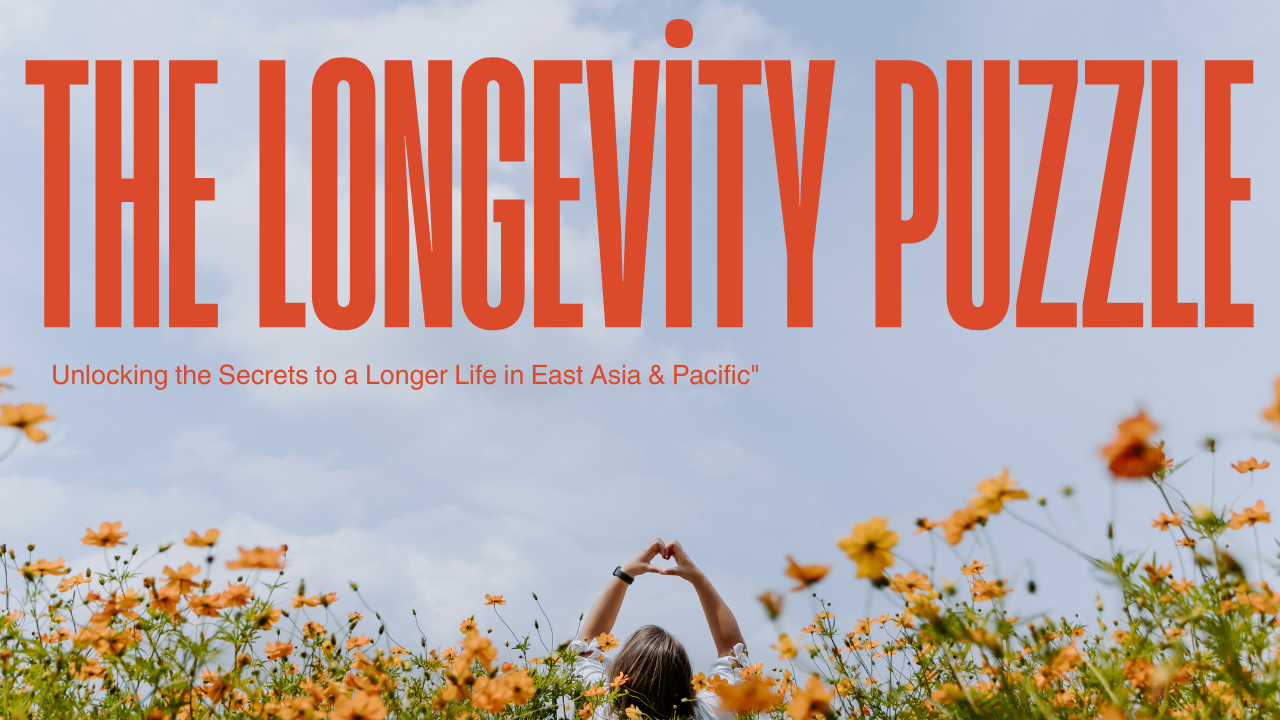 THE LONGEViTY PUZZLE
Unlocking the Secrets to a Longer Life in East Asia & Pacific"